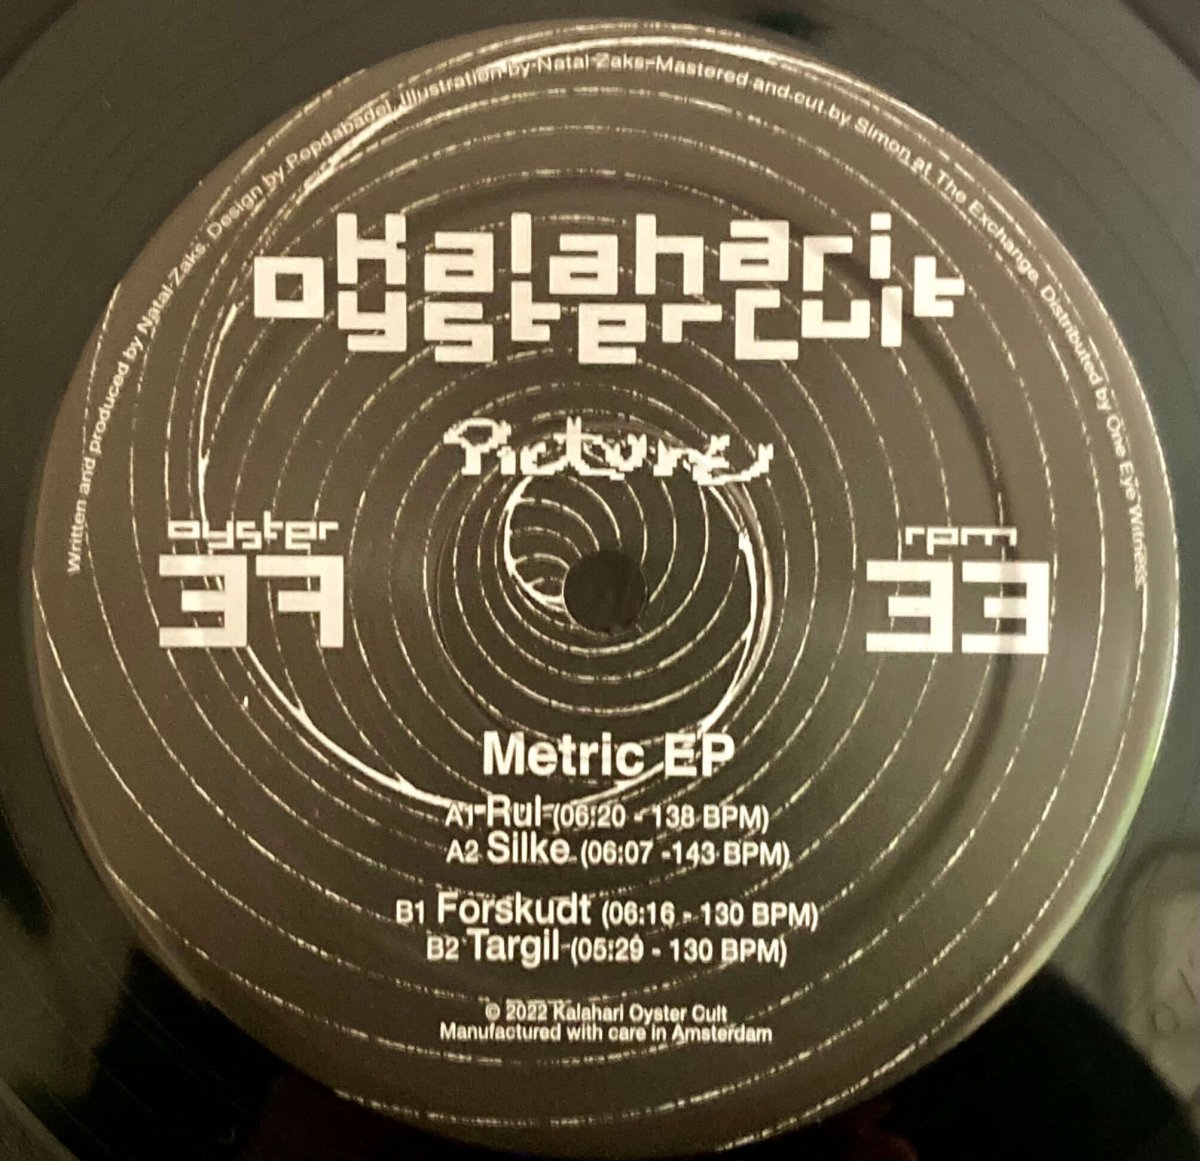 Written and produced by Natal Zaks. Design by Popdabadel, illustration by Natal Zaks. Mastered and cut by Simon at The Exchange. Distributed by One Eye Witness.
Kalahari
oyster Cult
Pictures
oyster
37
rpm
33
Metric EP
A1 Rul (06:20 - 138 BPM)
A2 Silke (06:07 -143 BPM)
B1 Forskudt (06:16 - 130 BPM)
B2 Targil (05:29 - 130 BPM)
© 2022 Kalahari Oyster Cult
Manufactured with care in Amsterdam